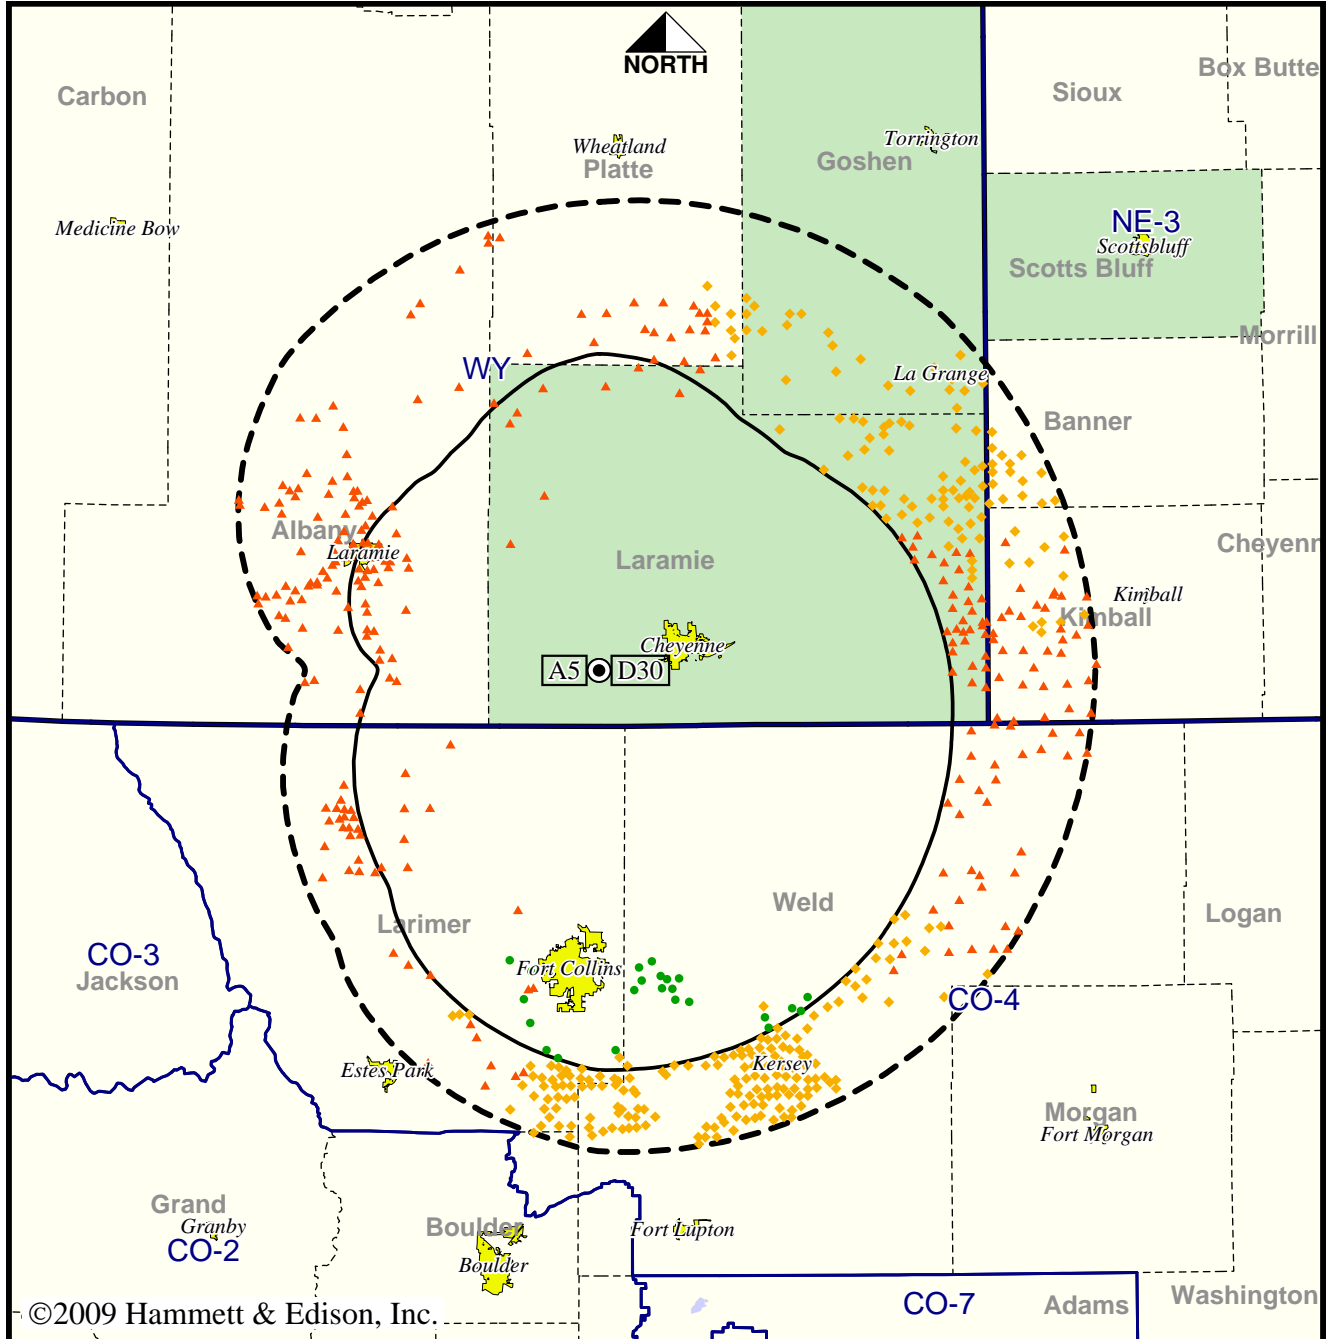 NORTH
Carbon
Box Butte
Sioux
Wheatland
Platte
Torrington
Goshen
Medicine Bow
NE-3
Scottsbluff
Scotts Bluff
Morrill
WY
La Grange
Banner
Albany
Laramie
Laramie
Cheyenn
Kimball
Kimball
Cheyenne
A5
D30
Weld
Larimer
Logan
CO-3
Jackson
Fort Collins
CO-4
Estes Park
Kersey
Morgan
Fort Morgan
Grand
Granby
CO-2
Boulder
Boulder
Fort Lupton
©2009 Hammett & Edison, Inc.
CO-7
Adams
Washington